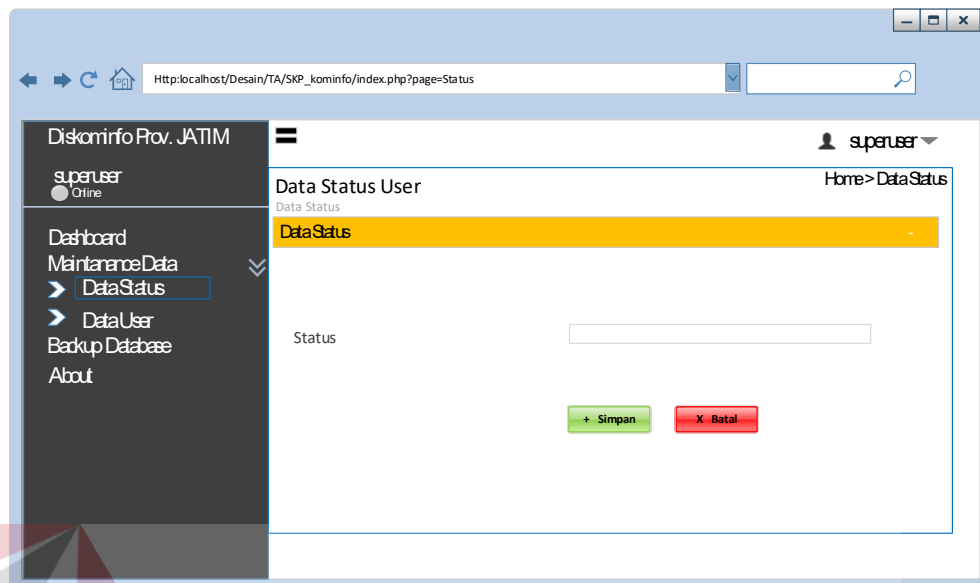 Http:localhost/Desain/TA/SKP_kominfo/index.php?page=Status
Diskominfo Prov. JATIM
superuser
superuser
Online
Home > Data Status
Data Status User
Data Status
Data Status
-
Dashboard
Maintanance Data
Data Status
Data User
Backup Database
About
Status
+ Simpan
X Batal